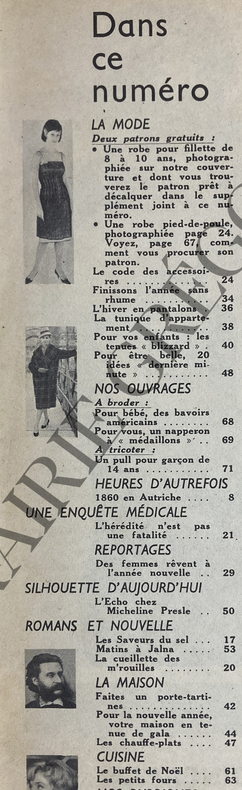 Dans
ce
numéro
LA MODE
Deux patrons gratuits :
• Une robe pour fillette de
8 à 10 ans, photogra-
phiée sur notre couver-
ture et dont vous trou-
verez le patron prêt à
décalquer dans le sup-
plément joint à ce nu-
méro.
• Une robe pied-de-poule,
photographiée page 24.
Voyez, page 67, com-
ment vous procurer son
patron.
Le code des accessoi-
res .......... 24
Finissons l'année sans
rhume .......... 34
L'hiver en pantalons . 36
La tunique d'apparte-
ment .......... 38
Pour vos enfants : les
tenues « blizzard » . 40
Pour être belle, 20
idées « dernière mi-
nute » .......... 48
NOS OUVRAGES
A broder :
Pour bébé, des bavoirs
américains ....... 68
Pour vous, un napperon
à « médaillons » .. 69
A tricoter :
Un pull pour garçon de
14 ans .......... 71
HEURES D'AUTREFOIS
1860 en Autriche .... 8
UNE ENQUÊTE MÉDICALE
L'hérédité n'est pas
une fatalité ...... 21
REPORTAGES
Des femmes rêvent à
l'année nouvelle .. 29
SILHOUETTE D'AUJOURD'HUI
L'Echo chez
Micheline Presle .. 50
ROMANS ET NOUVELLE
Les Saveurs du sel ... 17
Matins à Jalna ..... 53
La cueillette des
m'rouilles ........ 20
LA MAISON
Faites un porte-tarti-
nes .......... 42
Pour la nouvelle année,
votre maison en te-
nue de gala ...... 44
Les chauffe-plats .... 47
CUISINE
Le buffet de Noël .... 61
Les petits fours .... 63